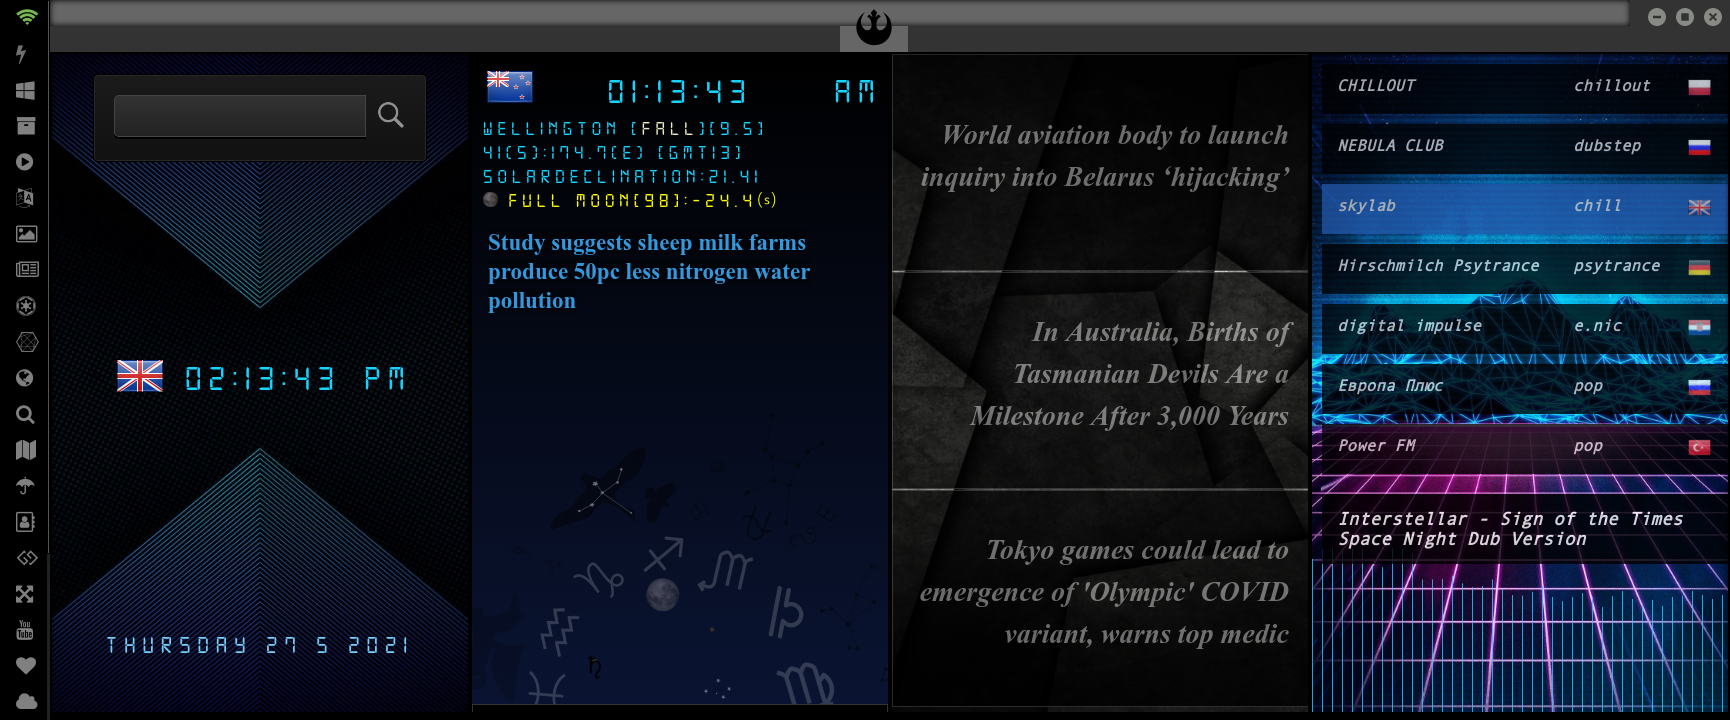 02:13:43 PM
THURSDAY 27 5 2021
01:13:43 AM
WELLINGTON [FALL][9.5]
41(S):174.7(E) [GMT13]
SOLARDECLINATION:21.41
FULL MOON[98]:-24.4(s)
Study suggests sheep milk farms
produce 50pc less nitrogen water
pollution
World aviation body to launch
inquiry into Belarus ‘hijacking’
In Australia, Births of
Tasmanian Devils Are a
Milestone After 3,000 Years
Tokyo games could lead to
emergence of 'Olympic' COVID
variant, warns top medic
CHILLOUT chillout
NEBULA CLUB dubstep
skylab chill
Hirschmilch Psytrance psytrance
digital impulse e.nic
Европа Плюс pop
Power FM pop
Interstellar - Sign of the Times
Space Night Dub Version
You
Tube